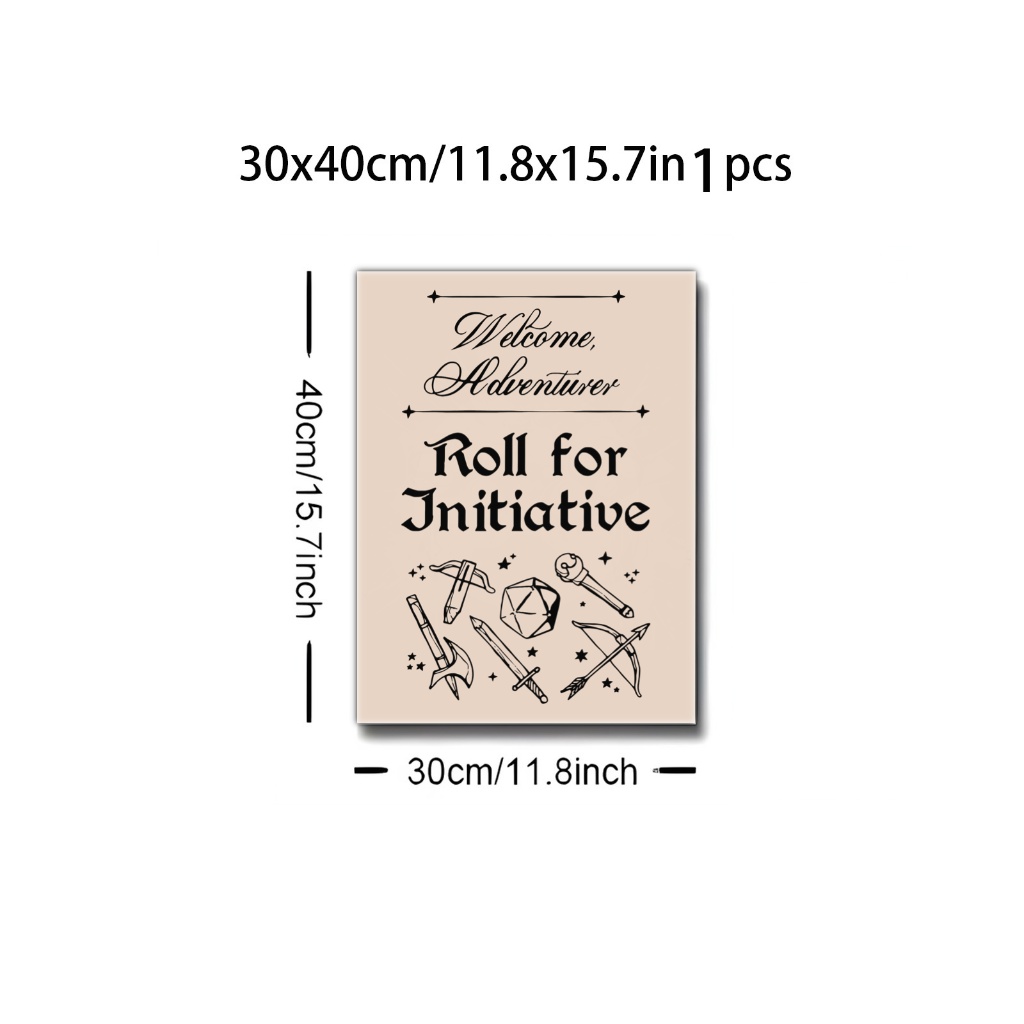 30x40cm/11.8x15.7in 1 pcs
Welcome,
Adventurer
Roll for
Initiative
40cm/15.7inch
30cm/11.8inch